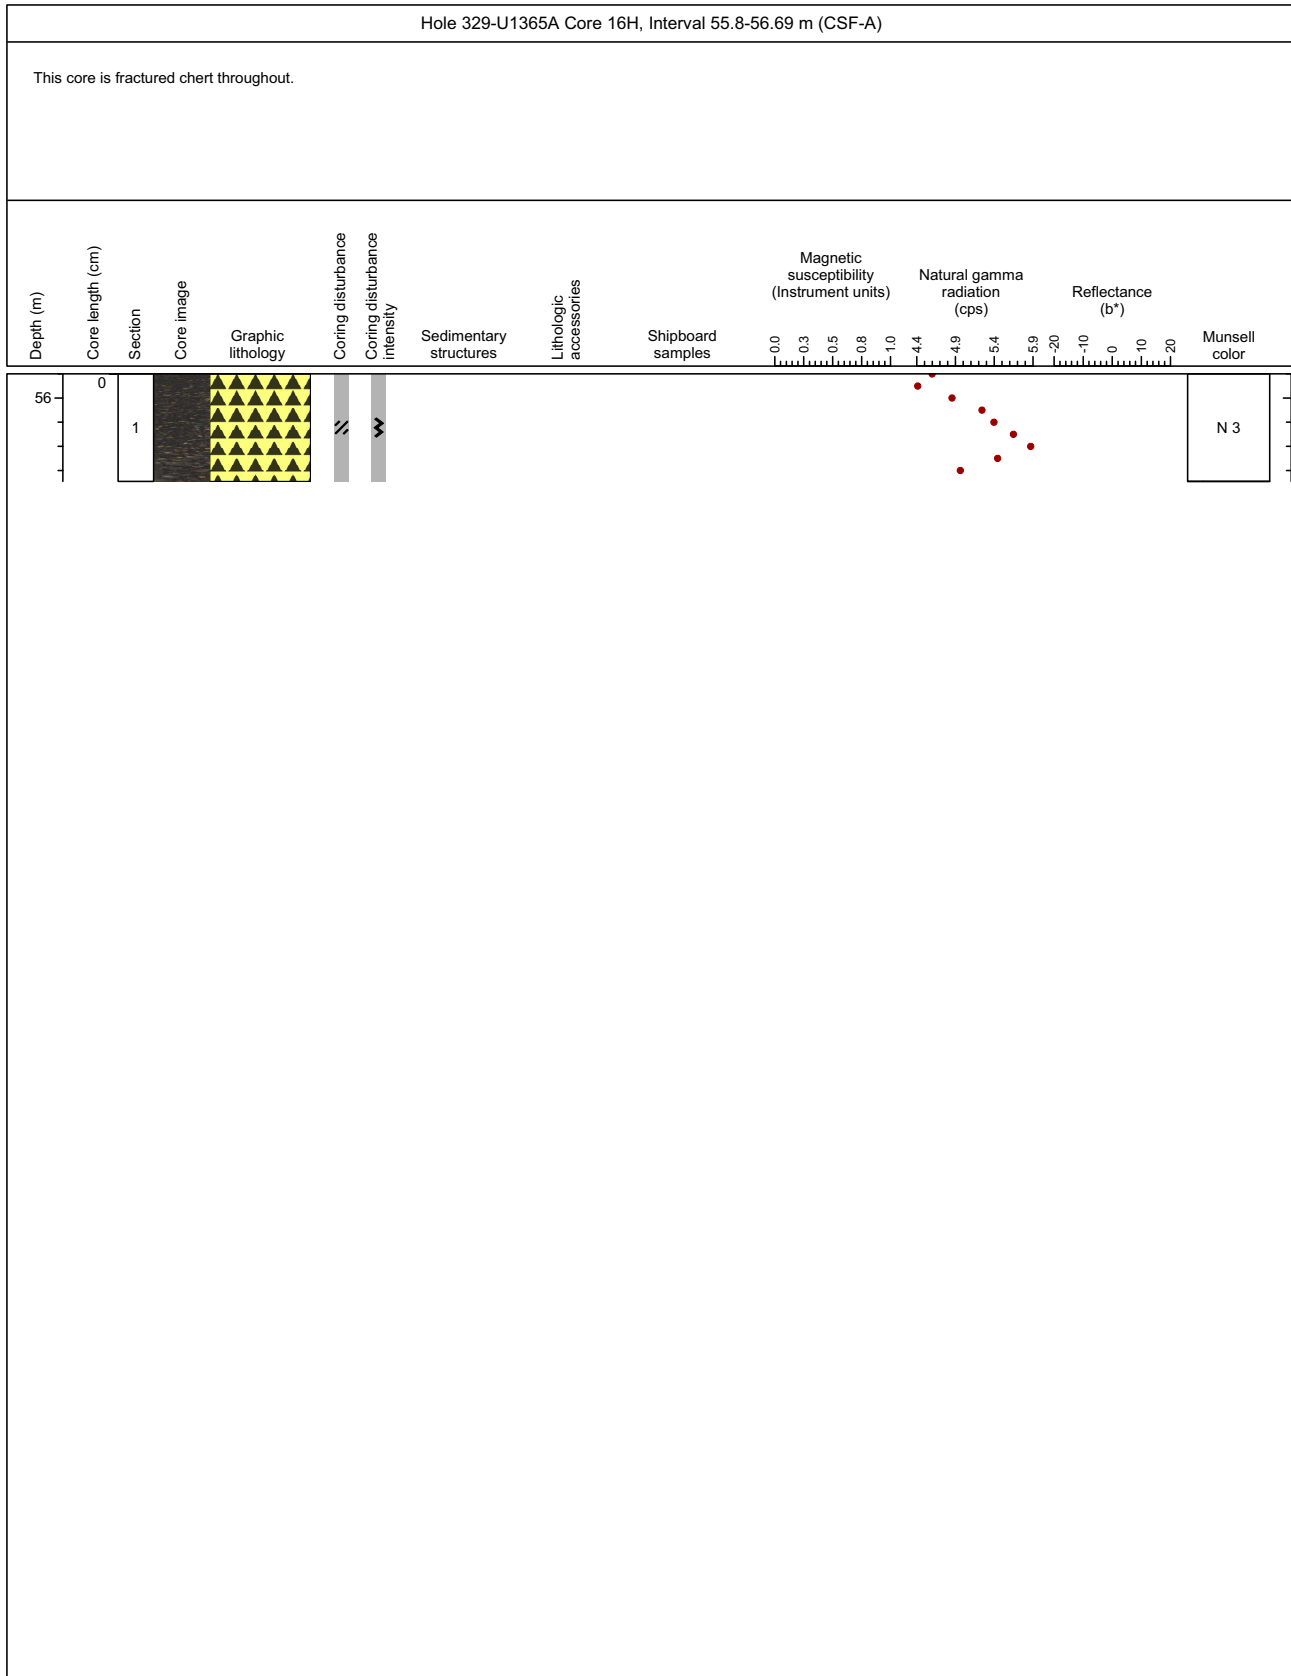 Hole 329-U1365A Core 16H, Interval 55.8-56.69 m (CSF-A)
This core is fractured chert throughout.
Depth (m)
Core length (cm)
Section
Core image
Graphic
lithology
Coring disturbance
Coring disturbance
intensity
Sedimentary
structures
Lithologic
accessories
Shipboard
samples
Magnetic
susceptibility
(Instrument units)
0.0 0.3 0.5 0.8 1.0
Natural gamma
radiation
(cps)
4.4 4.9 5.4 5.9
Reflectance
(b*)
-20 -10 0 10 20
Munsell
color
0
56
1
N 3